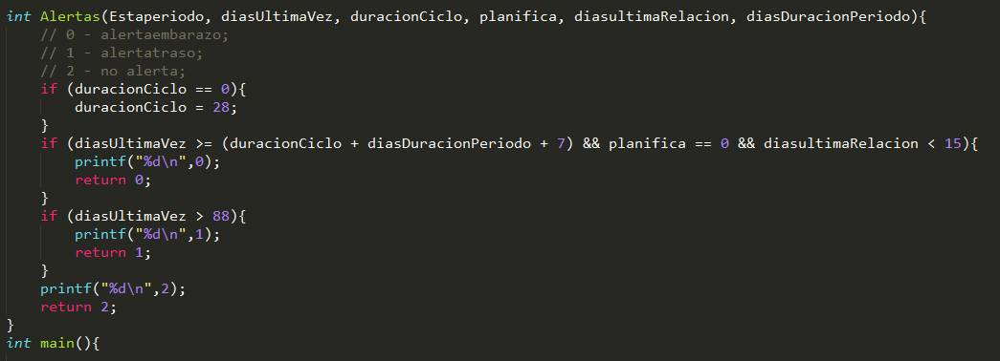 int Alertas(Estaperiodo, diasUltimaVez, duracionCiclo, planifica, diasultimaRelacion, diasDuracionPeriodo){
// 0 - alertaembarazo;
// 1 - alertatraso;
// 2 - no alerta;
if (duracionCiclo == 0){
duracionCiclo = 28;
}
if (diasUltimaVez >= (duracionCiclo + diasDuracionPeriodo + 7) && planifica == 0 && diasultimaRelacion < 15){
printf("%d\n",0);
return 0;
}
if (diasUltimaVez > 88){
printf("%d\n",1);
return 1;
}
printf("%d\n",2);
return 2;
}
int main(){